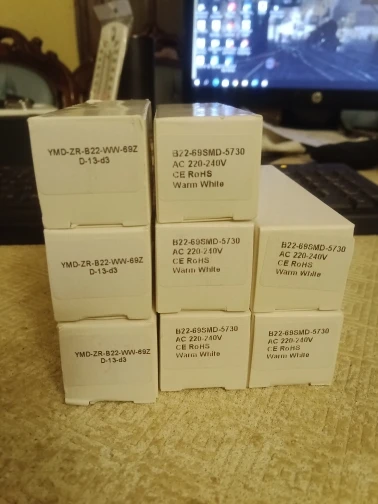 YMD-ZR-B22-WW-69Z
D-13-d3
B22-69SMD-5730
AC 220-240V
CE RoHS
Warm White
YMD-ZR-B22-WW-69Z
D-13-d3
B22-69SMD-5730
AC 220-240V
CE RoHS
Warm White
B22-69SMD-5730
AC 220-240V
CE RoHS
Warm White
YMD-ZR-B22-WW-69Z
D-13-d3
B22-69SMD-5730
AC 220-240V
CE RoHS
Warm White
B22-69SMD-5730
AC 220-240V
CE RoHS
Warm White
hp